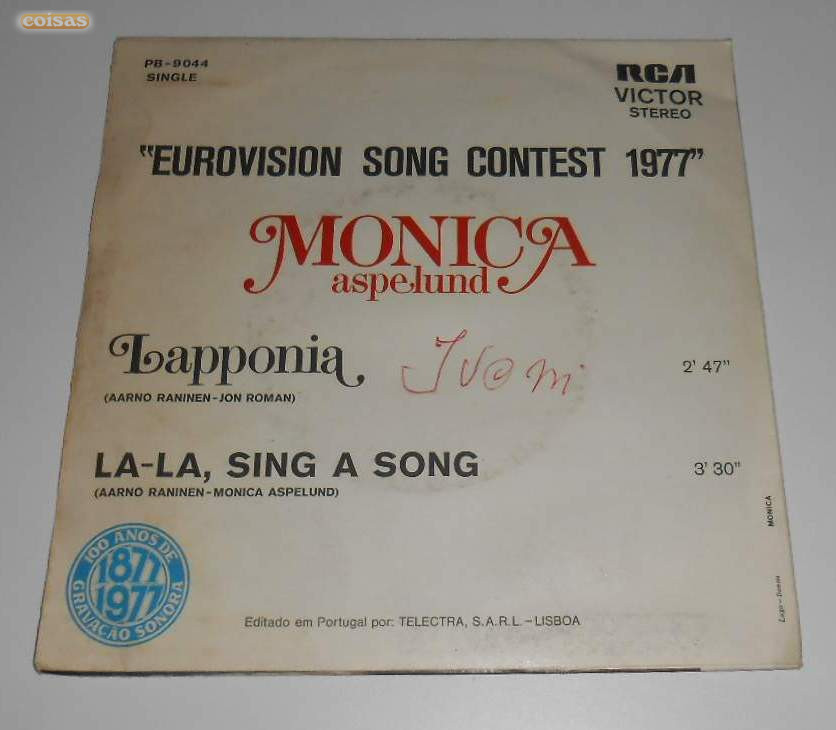 coisas
PB-9044
SINGLE
RCA
VICTOR
STEREO
"EUROVISION SONG CONTEST 1977"
MONICA
aspelund
Lapponia
2' 47"
(AARNO RANINEN-JON ROMAN)
LA-LA, SING A SONG
3' 30"
(AARNO RANINEN-MONICA ASPELUND)
MONICA
100 ANOS DE
1877
1977
GRAVAÇÃO SONORA
Editado em Portugal por: TELECTRA, S.A.R.L. - LISBOA